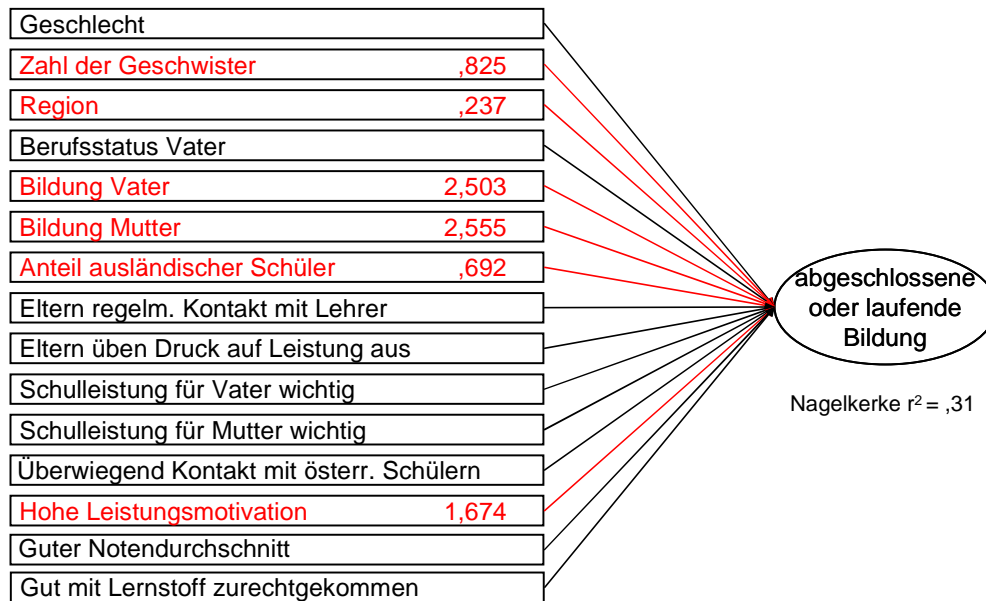 Geschlecht
Zahl der Geschwister ,825
Region ,237
Berufsstatus Vater
Bildung Vater 2,503
Bildung Mutter 2,555
Anteil ausländischer Schüler ,692
Eltern regelm. Kontakt mit Lehrer
Eltern üben Druck auf Leistung aus
Schulleistung für Vater wichtig
Schulleistung für Mutter wichtig
Überwiegend Kontakt mit österr. Schülern
Hohe Leistungsmotivation 1,674
Guter Notendurchschnitt
Gut mit Lernstoff zurechtgekommen
abgeschlossene
oder laufende
Bildung
Nagelkerke r² = ,31